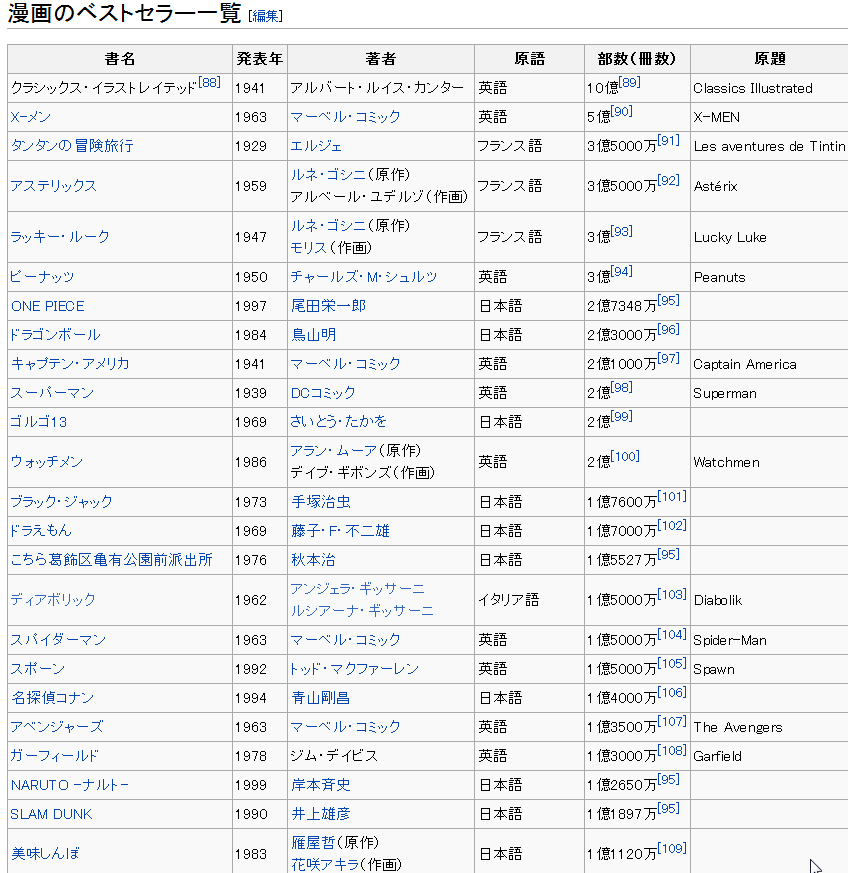 漫画のベストセラー一覧 [編集]
書名 発表年 著者 原語 部数(冊数) 原題
クラシックス・イラストレイテッド[88] 1941 アルバート・ルイス・カンター 英語 10億[89] Classics Illustrated
X-メン 1963 マーベル・コミック 英語 5億[90] X-MEN
タンタンの冒険旅行 1929 エルジェ フランス語 3億5000万[91] Les aventures de Tintin
アステリックス 1959 ルネ・ゴシニ(原作) フランス語 3億5000万[92] Astérix
アルベール・ユデルゾ(作画)
ラッキー・ルーク 1947 ルネ・ゴシニ(原作) フランス語 3億[93] Lucky Luke
モリス(作画)
ピーナッツ 1950 チャールズ・M・シュルツ 英語 3億[94] Peanuts
ONE PIECE 1997 尾田栄一郎 日本語 2億7348万[95]
ドラゴンボール 1984 鳥山明 日本語 2億3000万[96]
キャプテン・アメリカ 1941 マーベル・コミック 英語 2億1000万[97] Captain America
スーパーマン 1939 DCコミック 英語 2億[98] Superman
ゴルゴ13 1969 さいとう・たかを 日本語 2億[99]
ウォッチメン 1986 アラン・ムーア(原作) 英語 2億[100] Watchmen
デイブ・ギボンズ(作画)
ブラック・ジャック 1973 手塚治虫 日本語 1億7600万[101]
ドラえもん 1969 藤子・F・不二雄 日本語 1億7000万[102]
こちら葛飾区亀有公園前派出所 1976 秋本治 日本語 1億5527万[95]
ディアボリック 1962 アンジェラ・ギッサーニ イタリア語 1億5000万[103] Diabolik
ルシアーナ・ギッサーニ
スパイダーマン 1963 マーベル・コミック 英語 1億5000万[104] Spider-Man
スポーン 1992 トッド・マクファーレン 英語 1億5000万[105] Spawn
名探偵コナン 1994 青山剛昌 日本語 1億4000万[106]
アベンジャーズ 1963 マーベル・コミック 英語 1億3500万[107] The Avengers
ガーフィールド 1978 ジム・デイビス 英語 1億3000万[108] Garfield
NARUTO -ナルト- 1999 岸本斉史 日本語 1億2650万[95]
SLAM DUNK 1990 井上雄彦 日本語 1億1897万[95]
美味しんぼ 1983 雁屋哲(原作) 日本語 1億1120万[109]
花咲アキラ(作画)